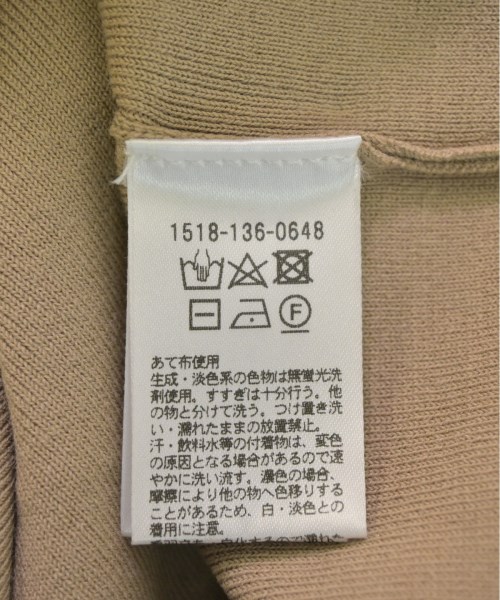 1518-136-0648
F
あて布使用
生成・淡色系の色物は無蛍光洗
剤使用。すすぎは十分行う。他
の物と分けて洗う。つけ置き洗
い・濡れたままの放置禁止。
汗・飲料水等の付着物は、変色
の原因となる場合があるので速
やかに洗い流す。濃色の場合、
摩擦により他の物へ色移りする
ことがあるため、白・淡色との
着用に注意。